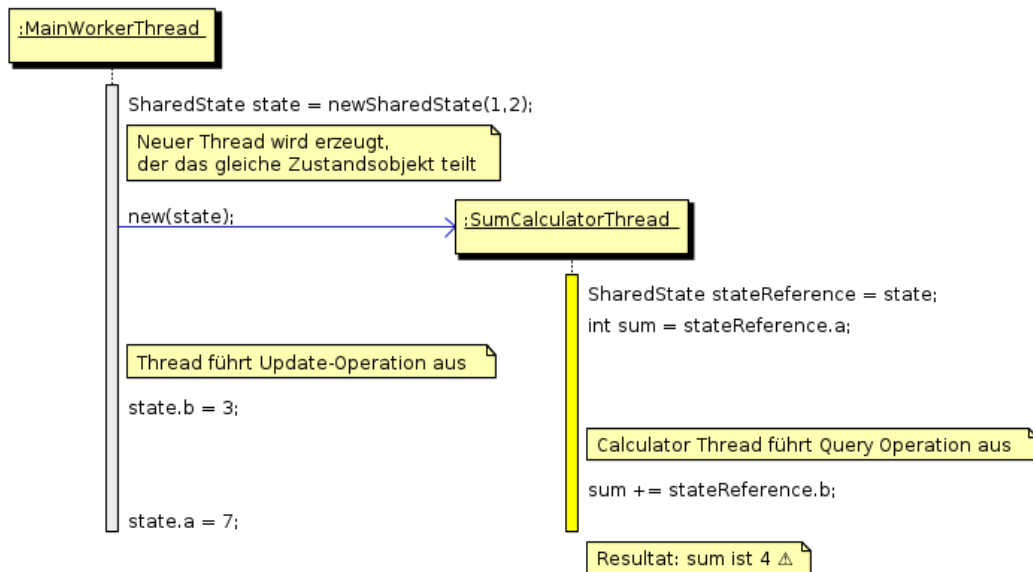 :MainWorkerThread
SharedState state = newSharedState(1,2);
Neuer Thread wird erzeugt,
der das gleiche Zustandsobjekt teilt
new(state);
:SumCalculatorThread
SharedState stateReference = state;
int sum = stateReference.a;
Thread führt Update-Operation aus
state.b = 3;
Calculator Thread führt Query Operation aus
sum += stateReference.b;
state.a = 7;
Resultat: sum ist 4 ⚠